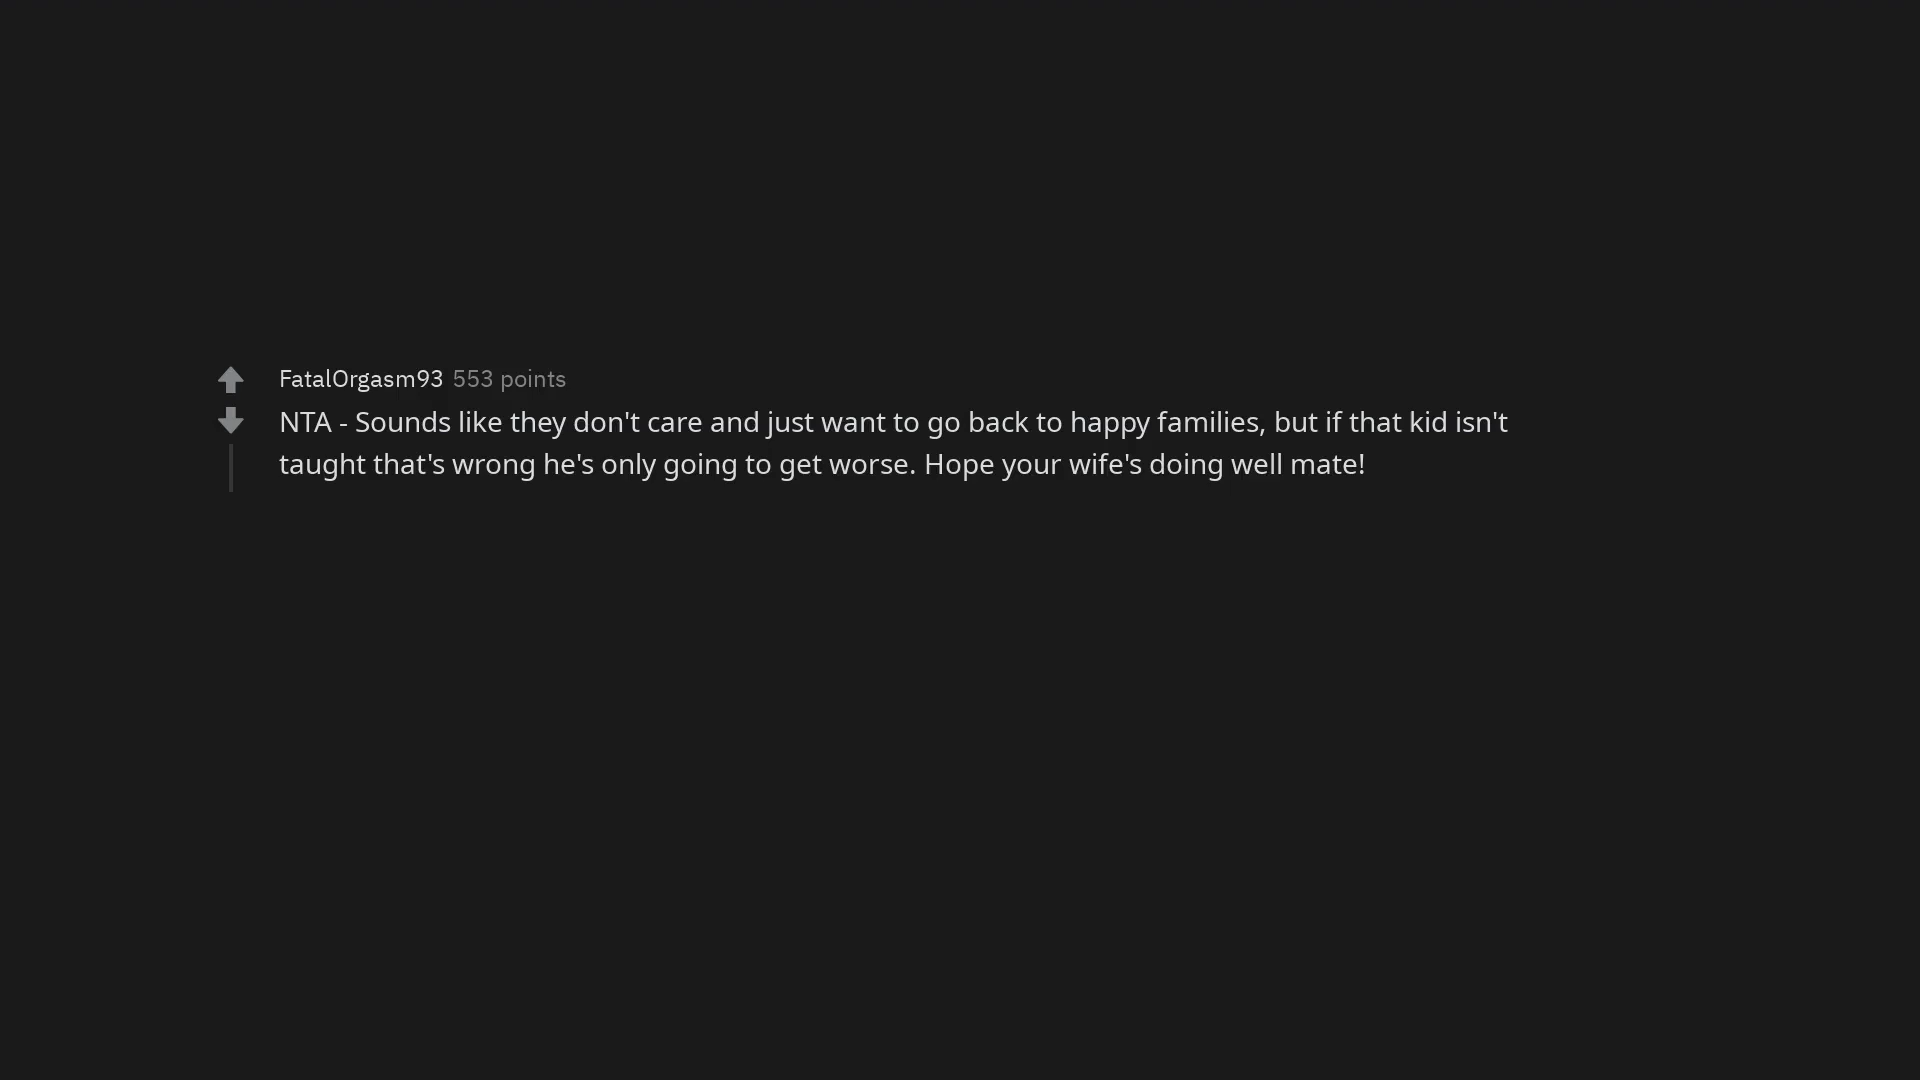 FatalOrgasm93 553 points
NTA - Sounds like they don't care and just want to go back to happy families, but if that kid isn't
taught that's wrong he's only going to get worse. Hope your wife's doing well mate!